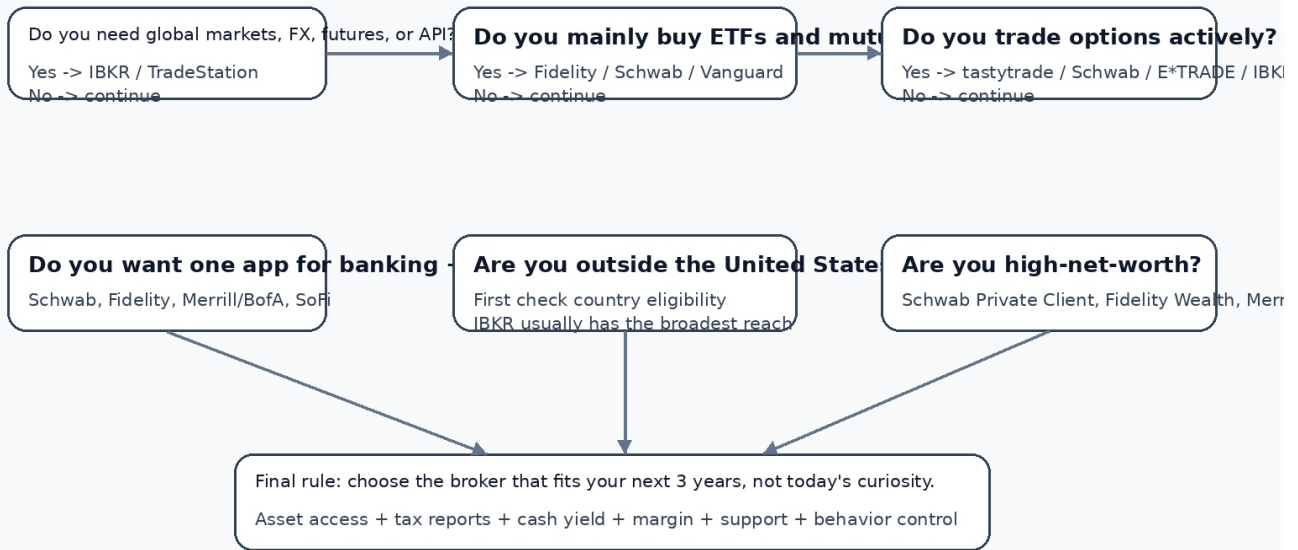 Do you need global markets, FX, futures, or API?
Yes -> IBKR / TradeStation
No -> continue
Do you mainly buy ETFs and mutu
Yes -> Fidelity / Schwab / Vanguard
No -> continue
Do you trade options actively?
Yes -> tastytrade / Schwab / E*TRADE / IBK
No -> continue
Do you want one app for banking
Schwab, Fidelity, Merrill/BofA, SoFi
Are you outside the United States
First check country eligibility
IBKR usually has the broadest reach
Are you high-net-worth?
Schwab Private Client, Fidelity Wealth, Merr
Final rule: choose the broker that fits your next 3 years, not today's curiosity.
Asset access + tax reports + cash yield + margin + support + behavior control